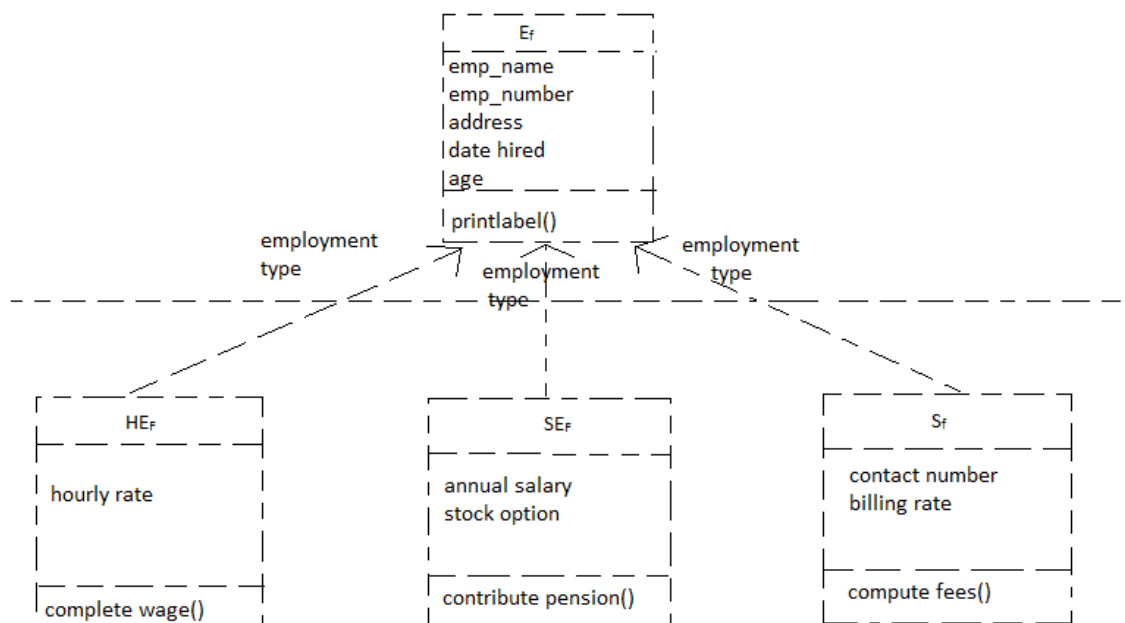 Ef
emp_name
emp_number
address
date hired
age
printlabel()
employment
type
employment
type
employment
type
HEF
hourly rate
complete wage()
SEF
annual salary
stock option
contribute pension()
Sf
contact number
billing rate
compute fees()